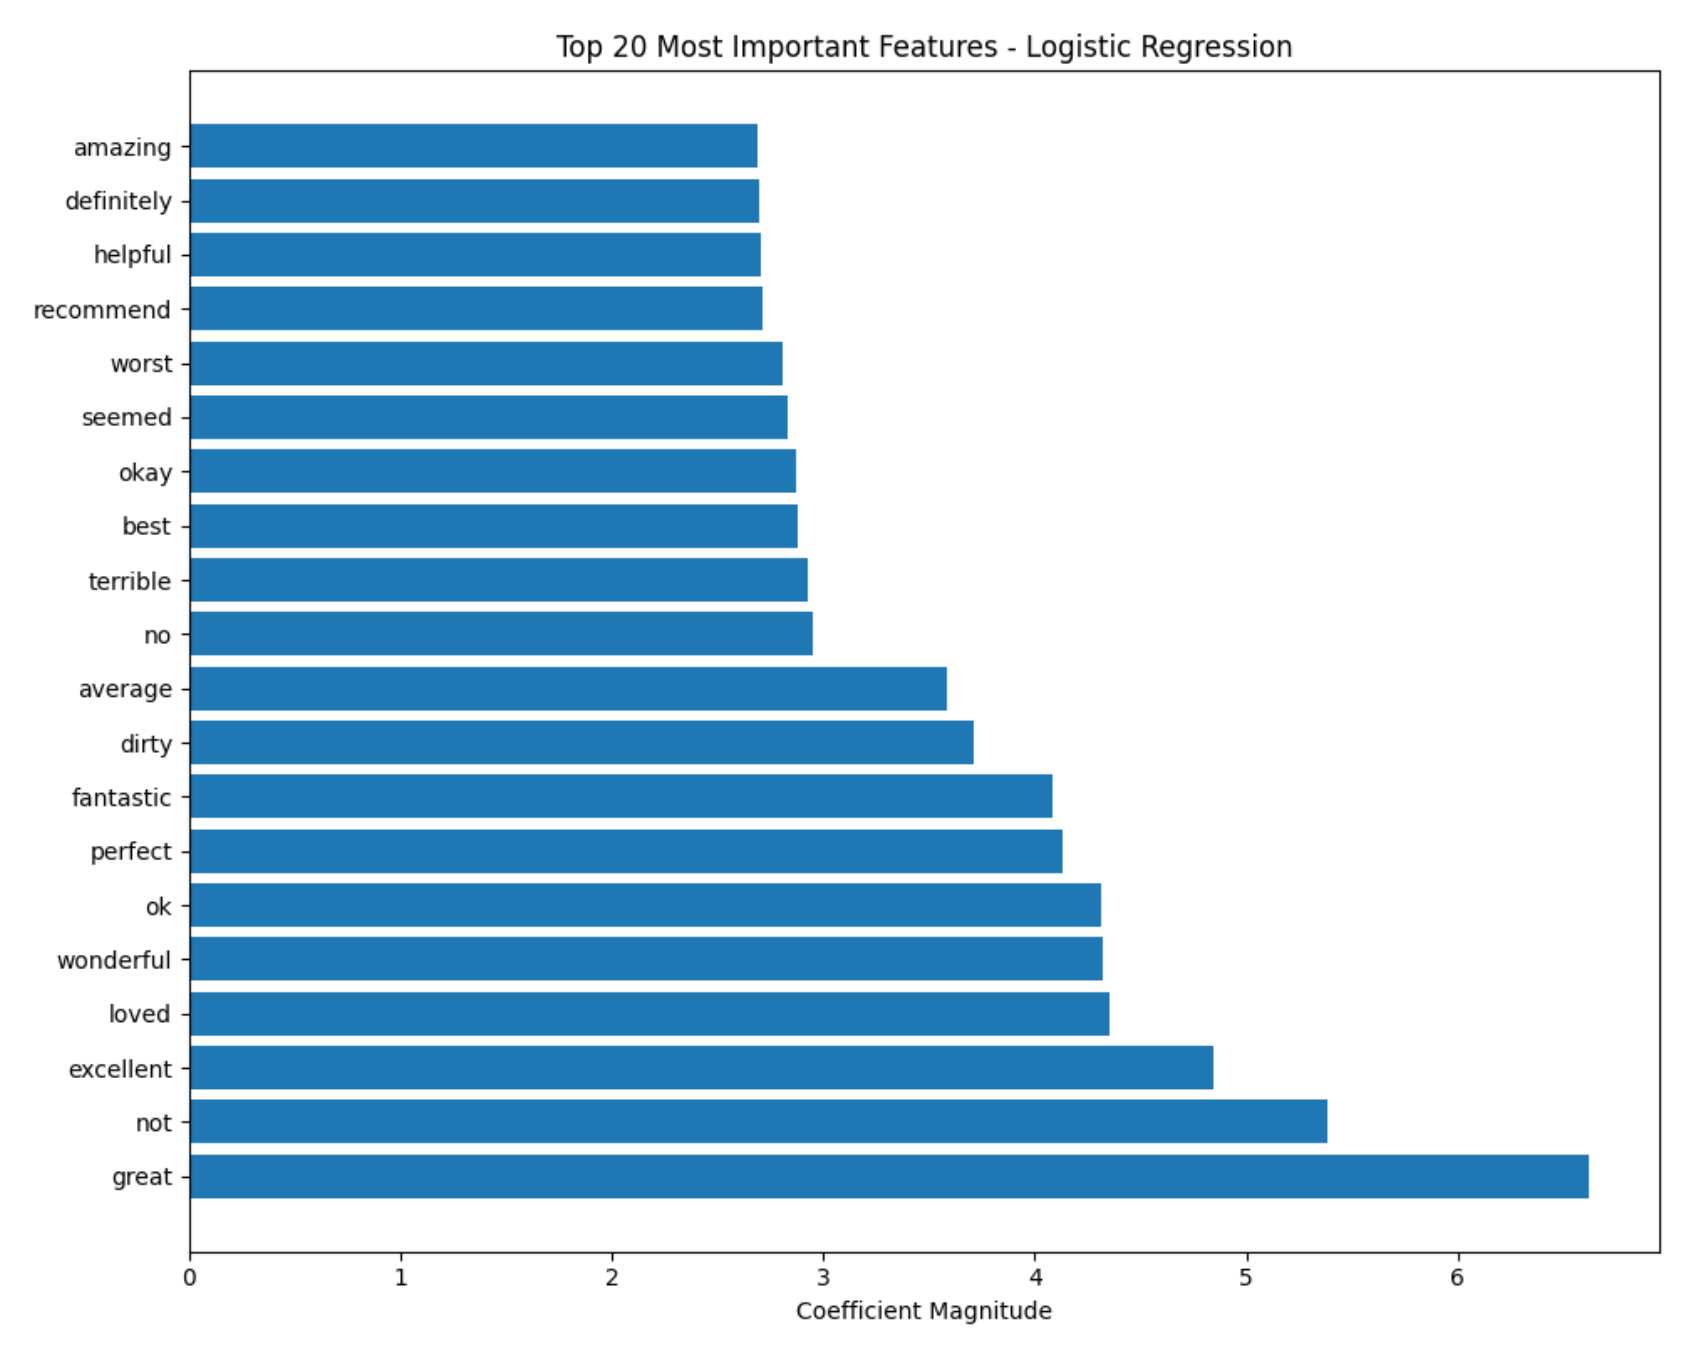 Top 20 Most Important Features - Logistic Regression
amazing
definitely
helpful
recommend
worst
seemed
okay
best
terrible
no
average
dirty
fantastic
perfect
ok
wonderful
loved
excellent
not
great
0 1 2 3 4 5 6
Coefficient Magnitude